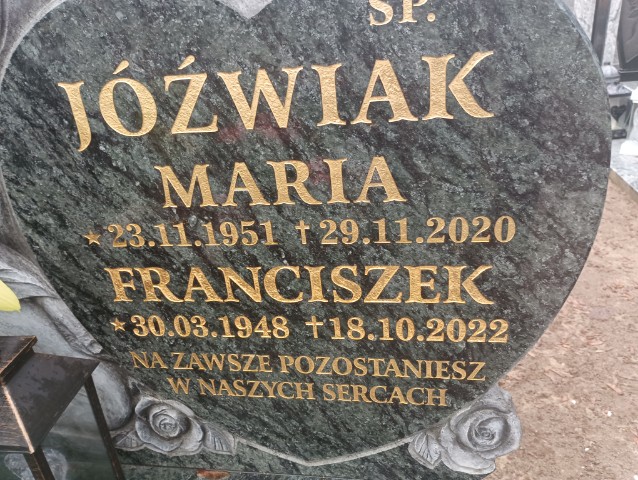 ŚP.
JÓŹWIAK
MARIA
★23.11.1951 †29.11.2020
FRANCISZEK
★30.03.1948 †18.10.2022
NA ZAWSZE POZOSTANIESZ
W NASZYCH SERCACH